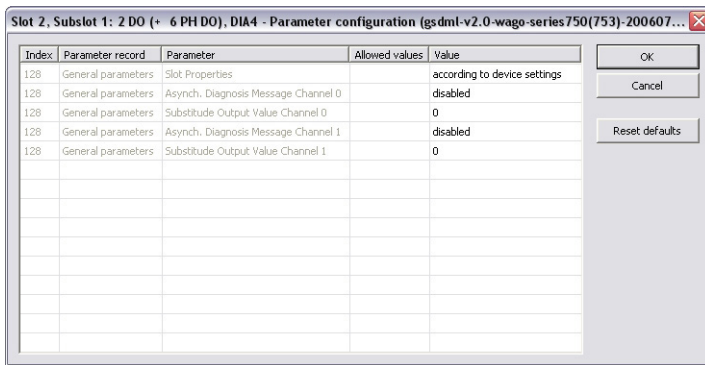 Slot 2, Subslot 1: 2 DO (+ 6 PH DO), DIA4 - Parameter configuration (gsdml-v2.0-wago-series750(753)-200607...
Index Parameter record Parameter Allowed values Value
128 General parameters Slot Properties according to device settings
128 General parameters Asynch. Diagnosis Message Channel 0 disabled
128 General parameters Substitude Output Value Channel 0 0
128 General parameters Asynch. Diagnosis Message Channel 1 disabled
128 General parameters Substitude Output Value Channel 1 0
OK
Cancel
Reset defaults